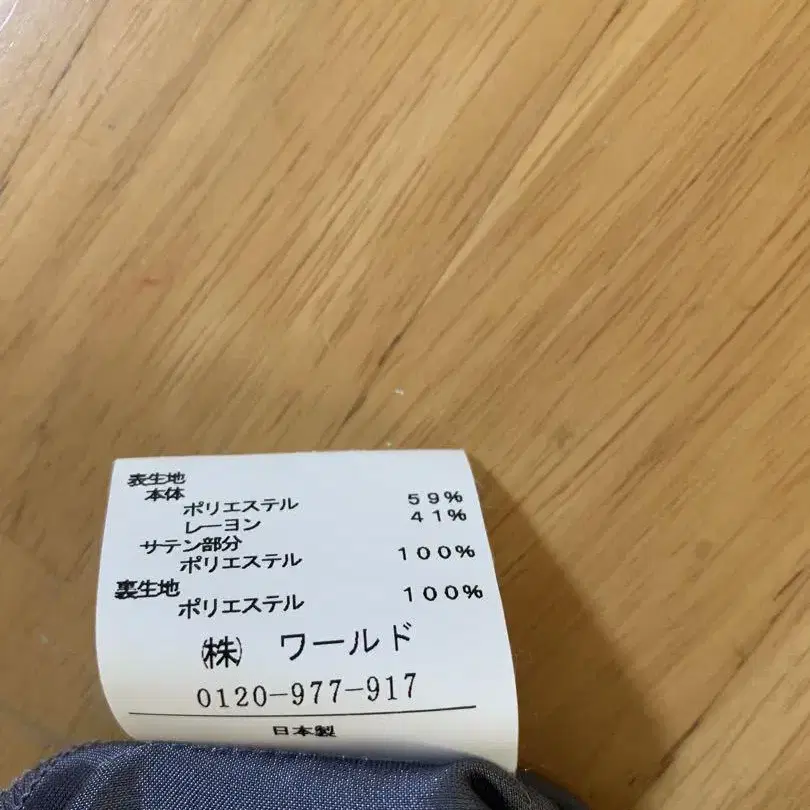 表生地
本体
ポリエステル 59%
レーヨン 41%
サテン部分
ポリエステル 100%
裏生地
ポリエステル 100%
㈱ ワールド
0120-977-917
日本製